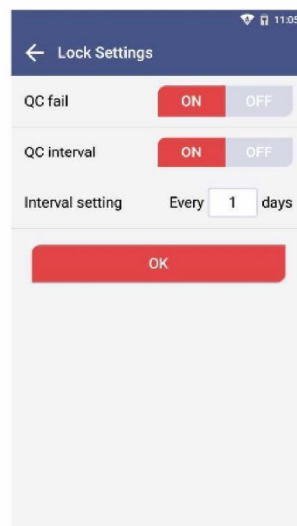 11:05
Lock Settings
QC fail ON OFF
QC interval ON OFF
Interval setting Every 1 days
OK